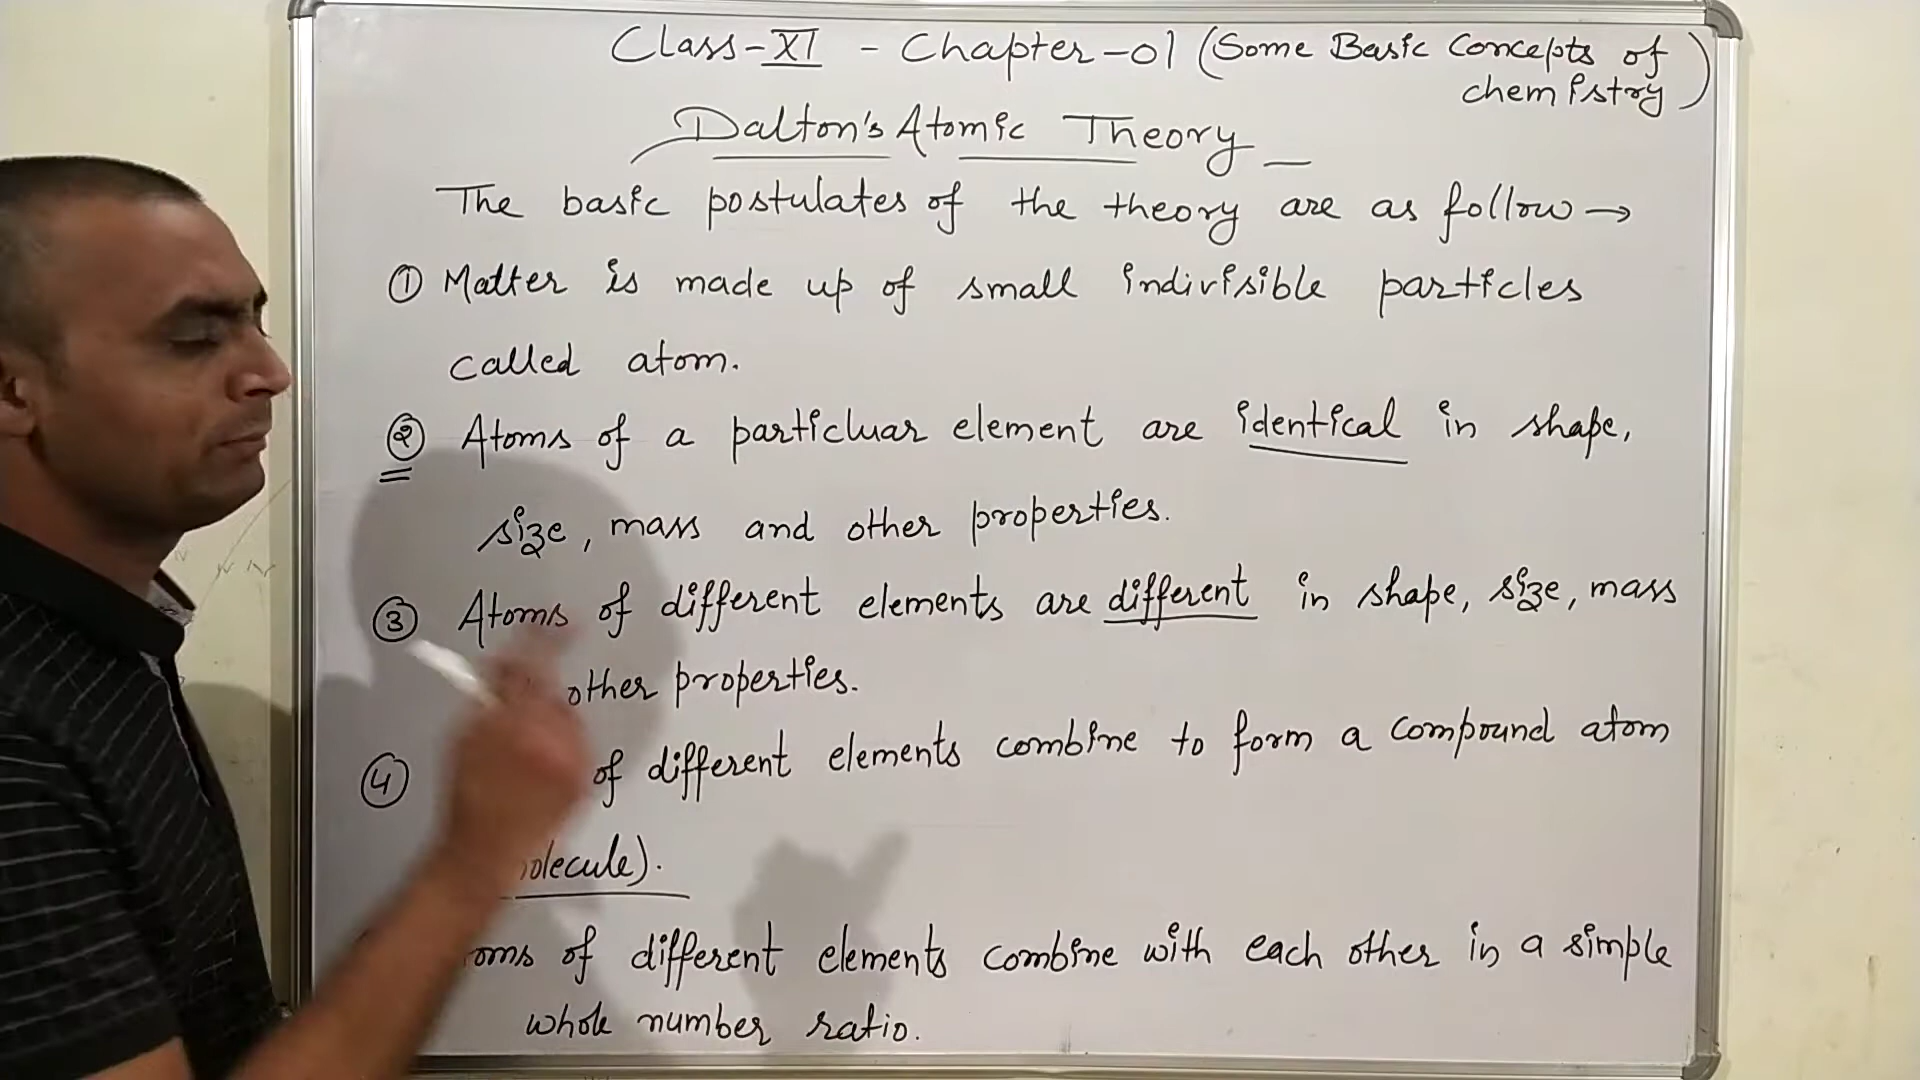 Class-XI - Chapter-01 (Some Basic Concepts of
chemistry)
Dalton's Atomic Theory
The basic postulates of the theory are as follow →
① Matter is made up of small indivisible particles
called atom.
② Atoms of a particluar element are identical in shape,
size, mass and other properties.
③ Atoms of different elements are different in shape, size, mass
other properties.
④ of different elements combine to form a compound atom
olecule).
oms of different elements combine with each other in a simple
whole number ratio.